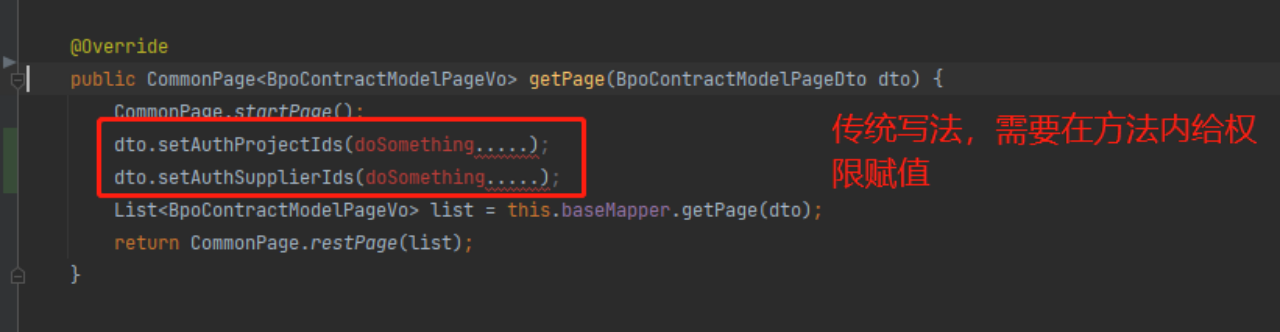 @Override
public CommonPage<BpoContractModelPageVo> getPage(BpoContractModelPageDto dto) {
CommonPage.startPage();
dto.setAuthProjectIds(doSomething.....);
dto.setAuthSupplierIds(doSomething.....);
List<BpoContractModelPageVo> list = this.baseMapper.getPage(dto);
return CommonPage.restPage(list);
}
传统写法，需要在方法内给权
限赋值